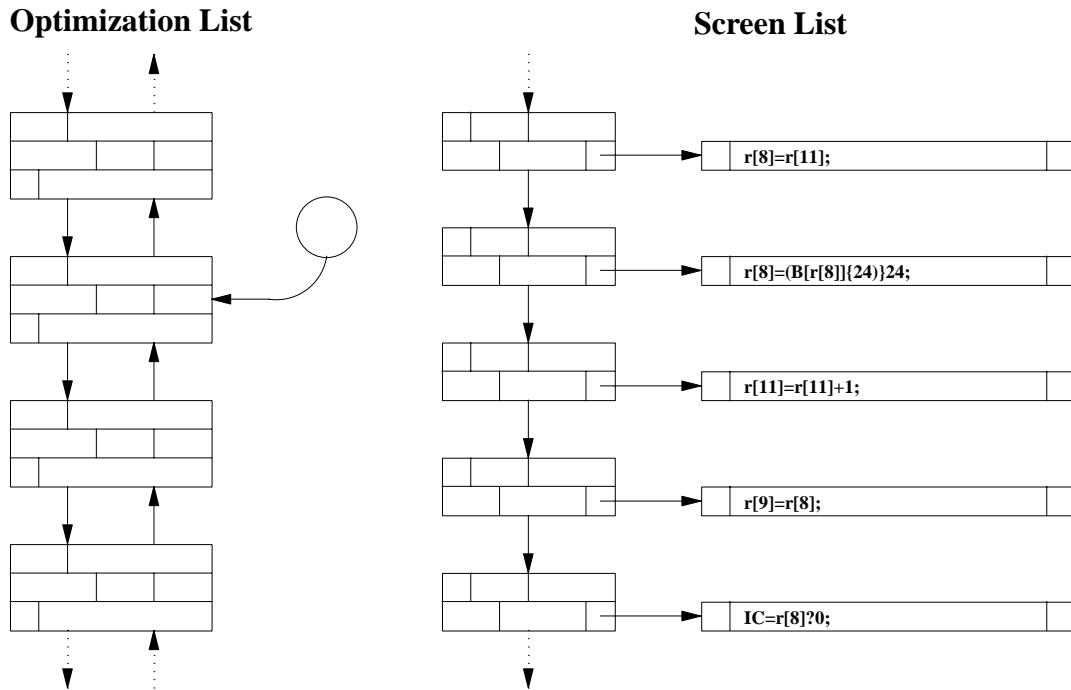 Optimization List
Screen List
r[8]=r[11];
r[8]=(B[r[8]]{24)}24;
r[11]=r[11]+1;
r[9]=r[8];
IC=r[8]?0;